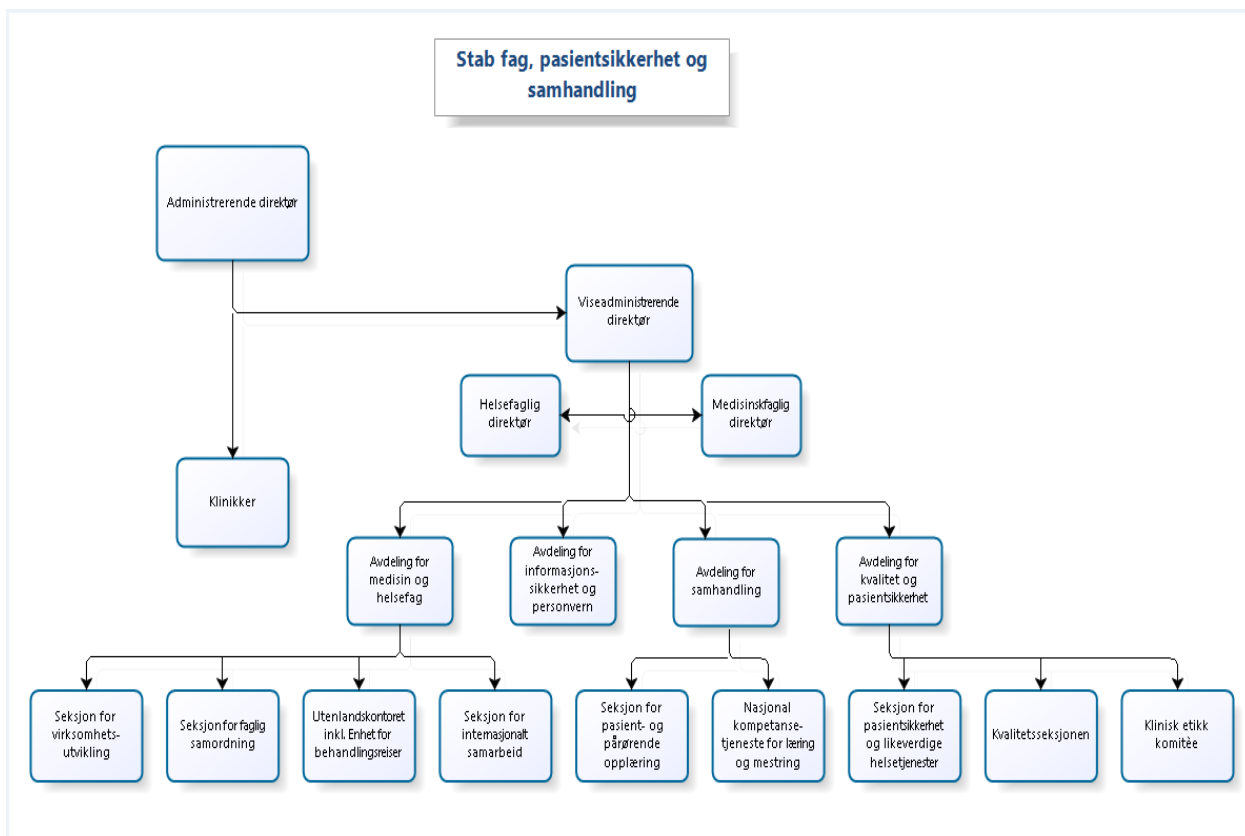 Stab fag, pasientsikkerhet og
samhandling
Administrerende direktør
Viseadministrerende
direktør
Helsefaglig
direktør
Medisinskfaglig
direktør
Klinikker
Avdeling for
medisin og
helsefag
Avdeling for
informasjons-
sikkerhet og
personvern
Avdeling for
samhandling
Avdeling for
kvalitet og
pasientsikkerhet
Seksjon for
virksomhets-
utvikling
Seksjon for faglig
samordning
Utenlandskontoret
inkl. Enhet for
behandlingsreiser
Seksjon for
internasjonalt
samarbeid
Seksjon for
pasient- og
pårørende
opplæring
Nasjonal
kompetanse-
tjeneste for læring
og mestring
Seksjon for
pasientsikkerhet
og likeverdige
helsetjenester
Kvalitetsseksjonen
Klinisk etikk
komitèe